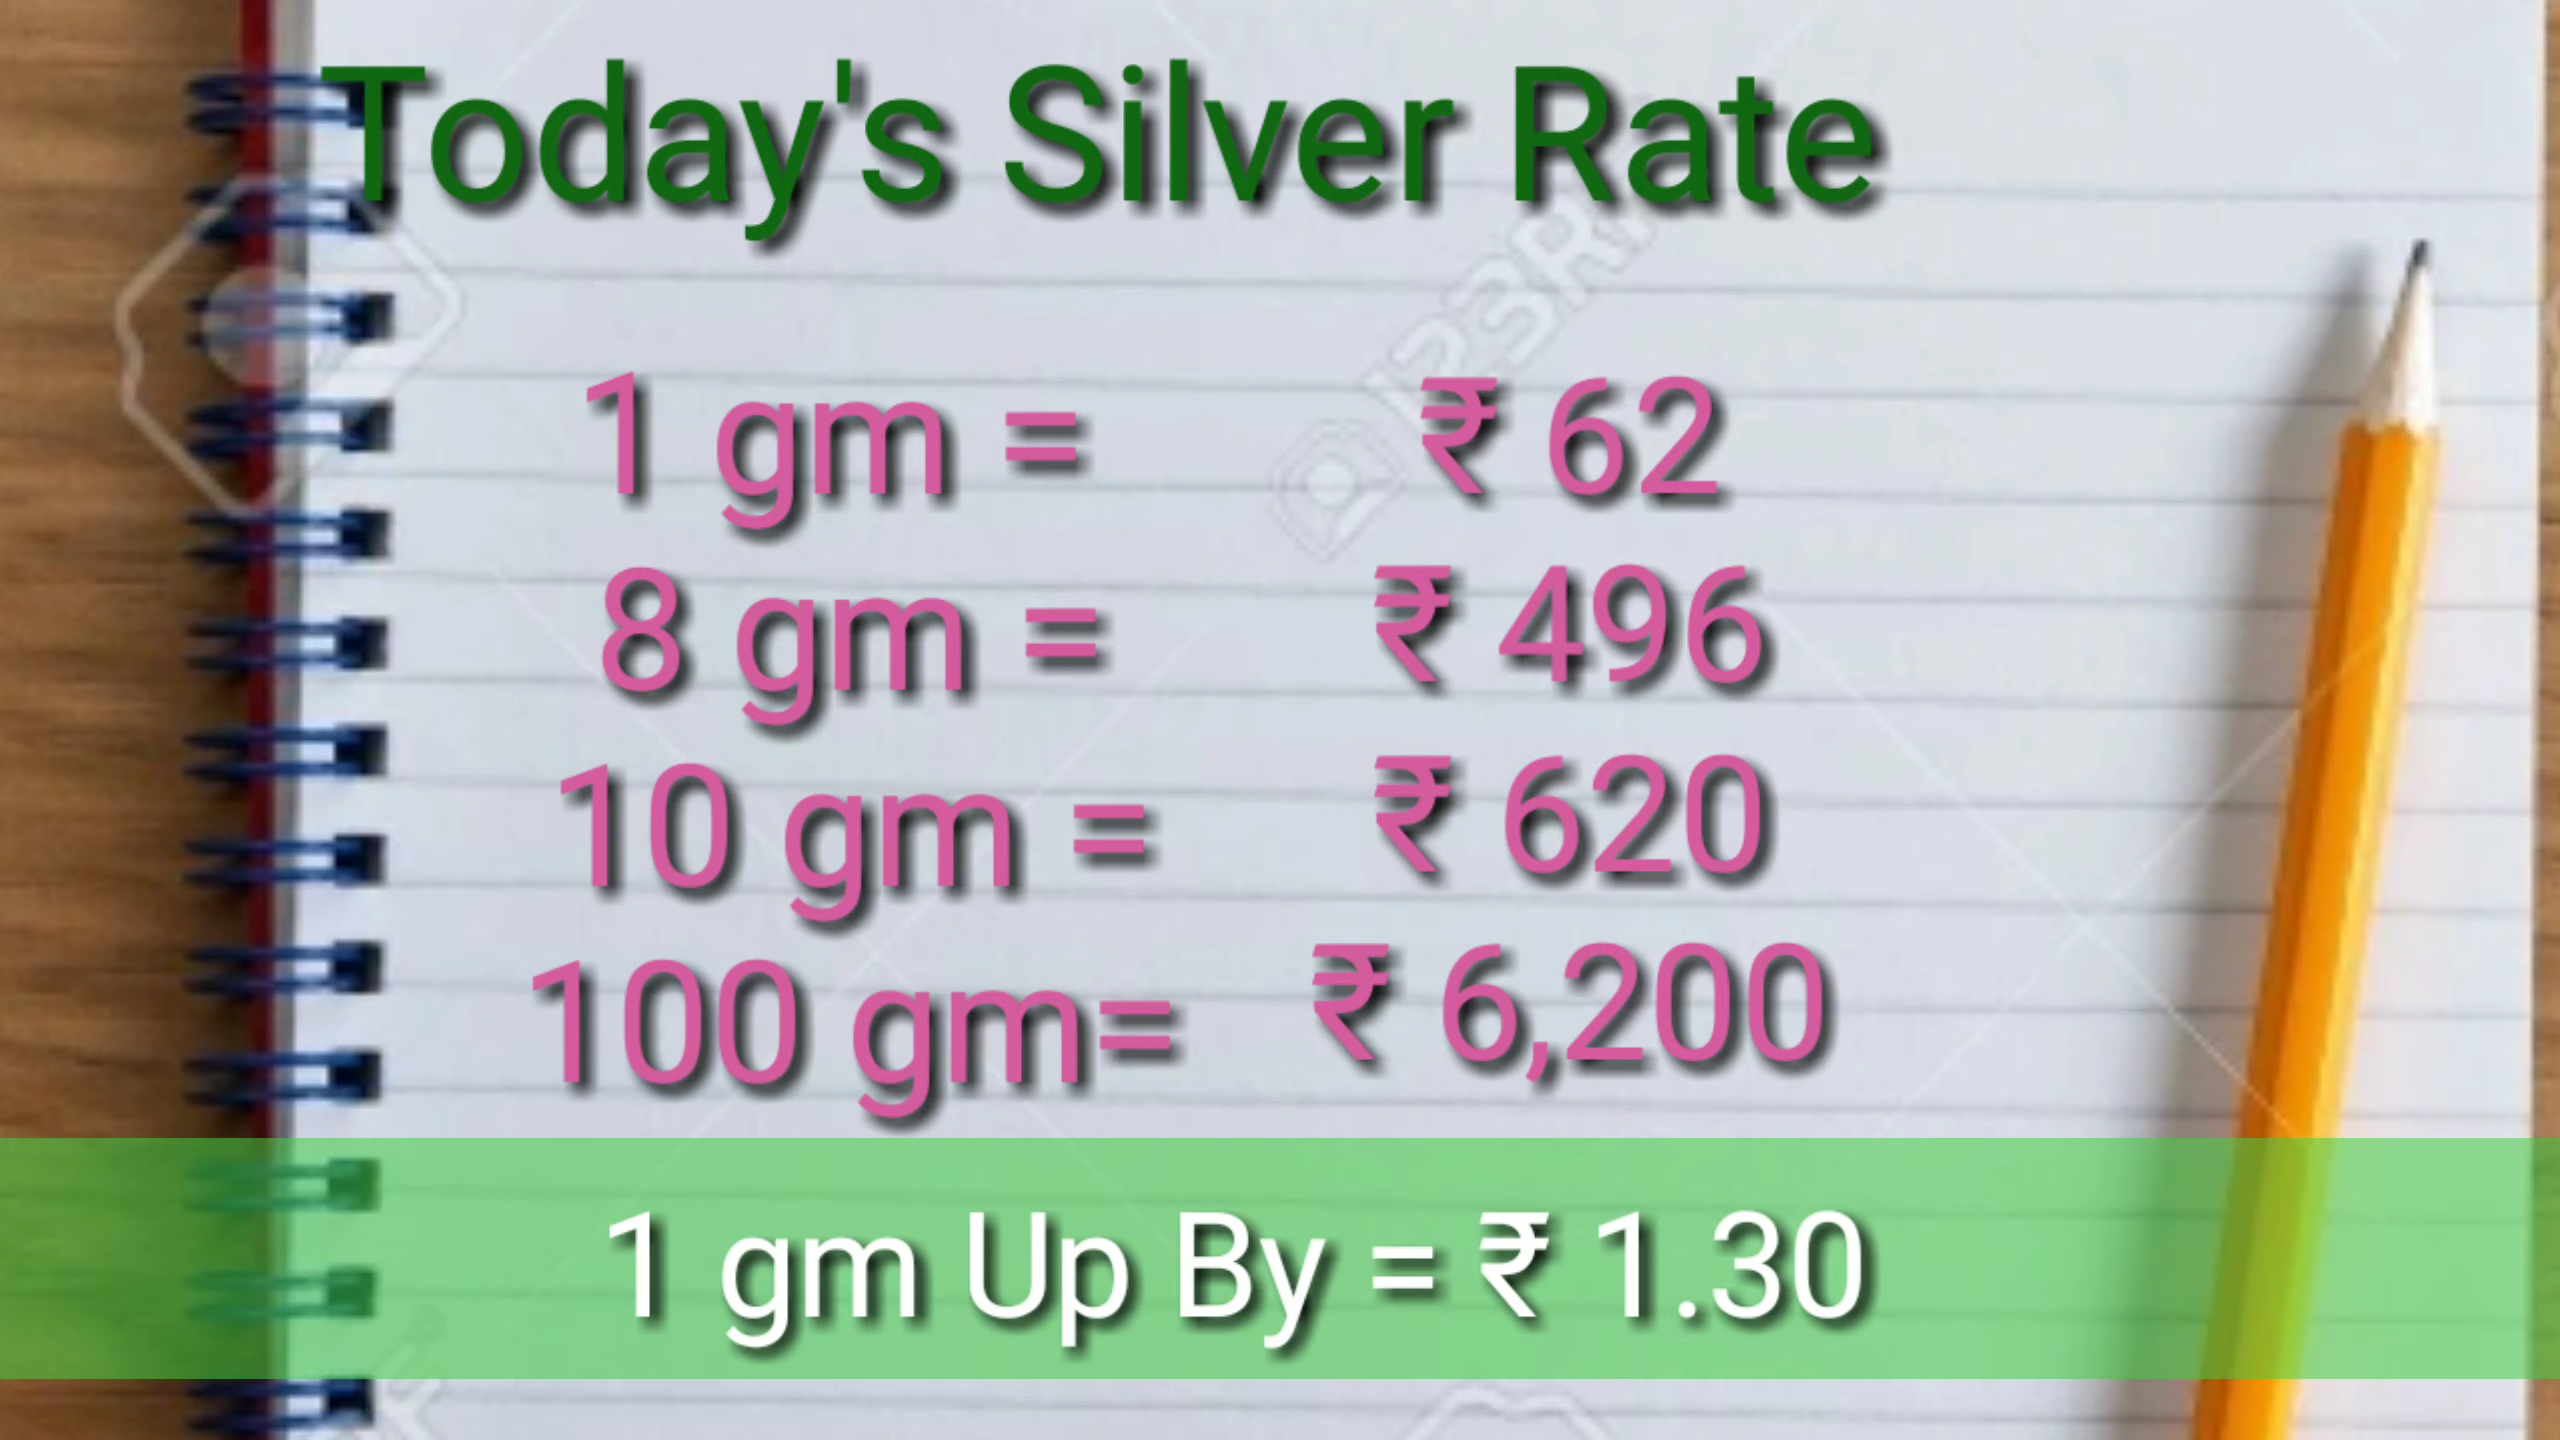 Today's Silver Rate
1 gm = ₹ 62
8 gm = ₹ 496
10 gm = ₹ 620
100 gm= ₹ 6,200
1 gm Up By = ₹ 1.30